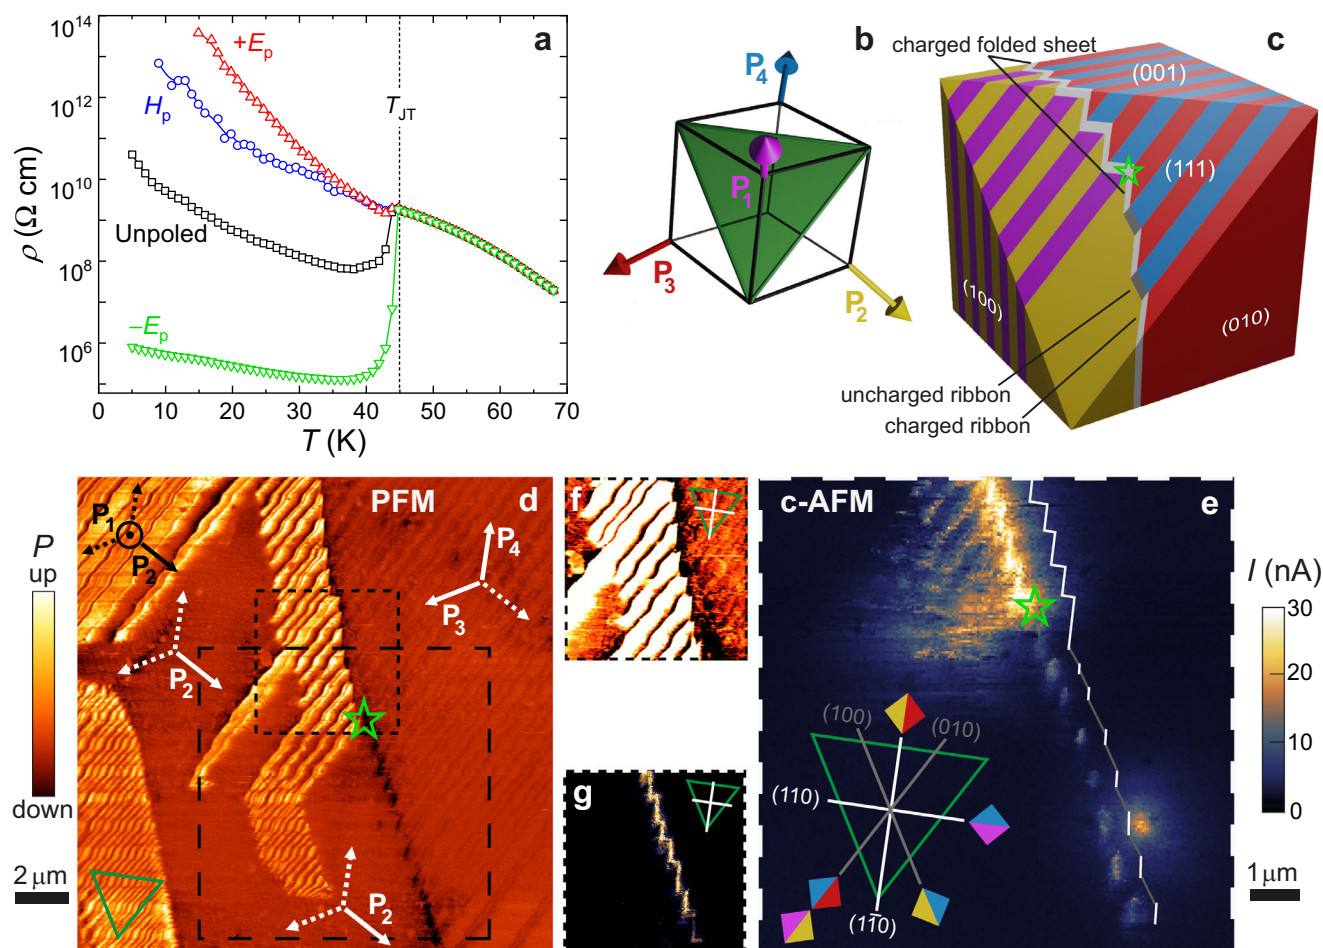 a
10^14
10^12
10^11
10^10
10^8
10^6
ρ (Ω cm)
+E_p
H_p
Unpoled
−E_p
T_JT
0 10 20 30 40 50 60 70
T (K)
b
P_4
P_1
P_3
P_2
c
charged folded sheet
(001)
(111)
(100)
(010)
uncharged ribbon
charged ribbon
PFM
d
P_1
P_2
P_4
P_3
P_2
P_2
P
up
down
2 μm
f
g
c-AFM
e
(100)
(010)
(110)
(11̄0)
I (nA)
30
20
10
0
1 μm